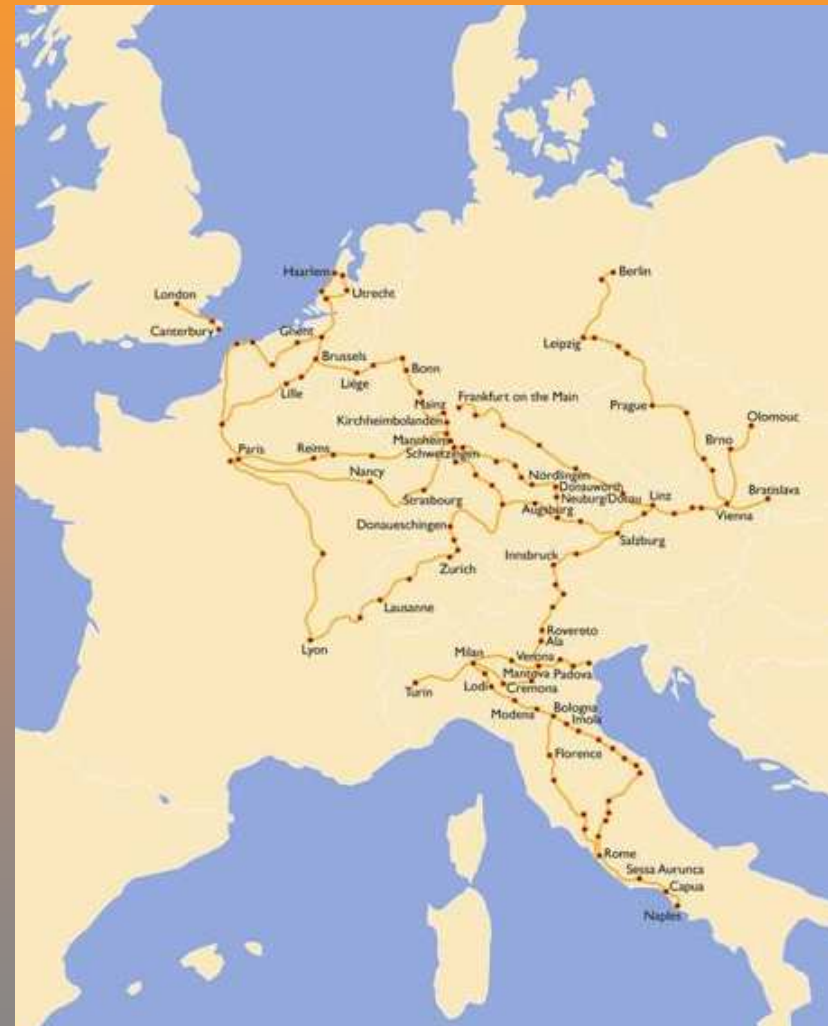 Haarlem
Berlin
London
Utrecht
Canterbury
Ghent
Leipzig
Brussels
Bonn
Liège
Lille
Frankfurt on the Main
Mainz
Prague
Kirchheimbolanden
Olomouc
Mannheim
Brno
Paris
Reims
Schwetzingen
Nancy
Nördlingen
Donauwörth
Bratislava
Strasbourg
Neuburg/Donau
Linz
Augsburg
Vienna
Donaueschingen
Salzburg
Innsbruck
Zurich
Lausanne
Rovereto
Ala
Lyon
Milan
Verona
Mantova
Padova
Turin
Lodi
Cremona
Bologna
Modena
Imola
Florence
Rome
Sessa Aurunca
Capua
Naples